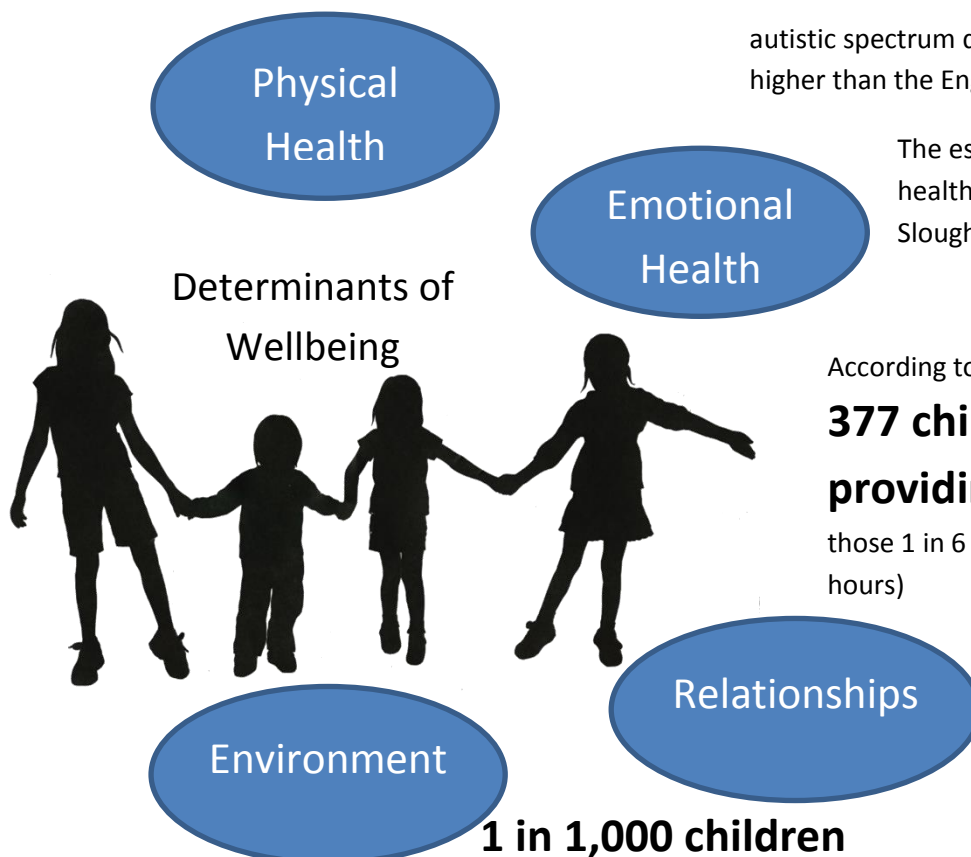 Physical
Health
autistic spectrum
higher than the En
Emotional
Health
The es
health
Slough
Determinants of
Wellbeing
According to
377 chi
providi
those 1 in 6
hours)
Relationships
Environment
1 in 1,000 children